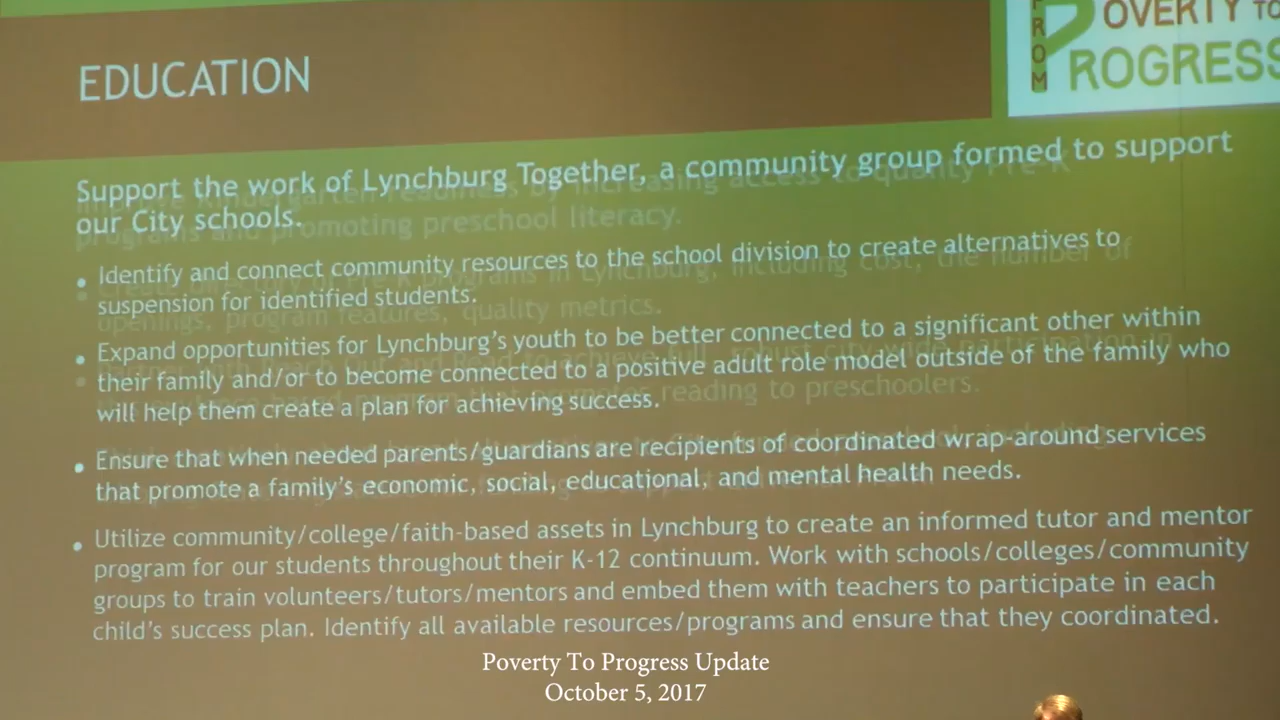 FROM
POVERTY TO
PROGRESS
EDUCATION
Support the work of Lynchburg Together, a community group formed to support
our City schools.
• Identify and connect community resources to the school division to create alternatives to
suspension for identified students.
• Expand opportunities for Lynchburg's youth to be better connected to a significant other within
their family and/or to become connected to a positive adult role model outside of the family who
will help them create a plan for achieving success.
• Ensure that when needed parents/guardians are recipients of coordinated wrap-around services
that promote a family's economic, social, educational, and mental health needs.
• Utilize community/college/faith-based assets in Lynchburg to create an informed tutor and mentor
program for our students throughout their K-12 continuum. Work with schools/colleges/community
groups to train volunteers/tutors/mentors and embed them with teachers to participate in each
child's success plan. Identify all available resources/programs and ensure that they coordinated.
Poverty To Progress Update
October 5, 2017